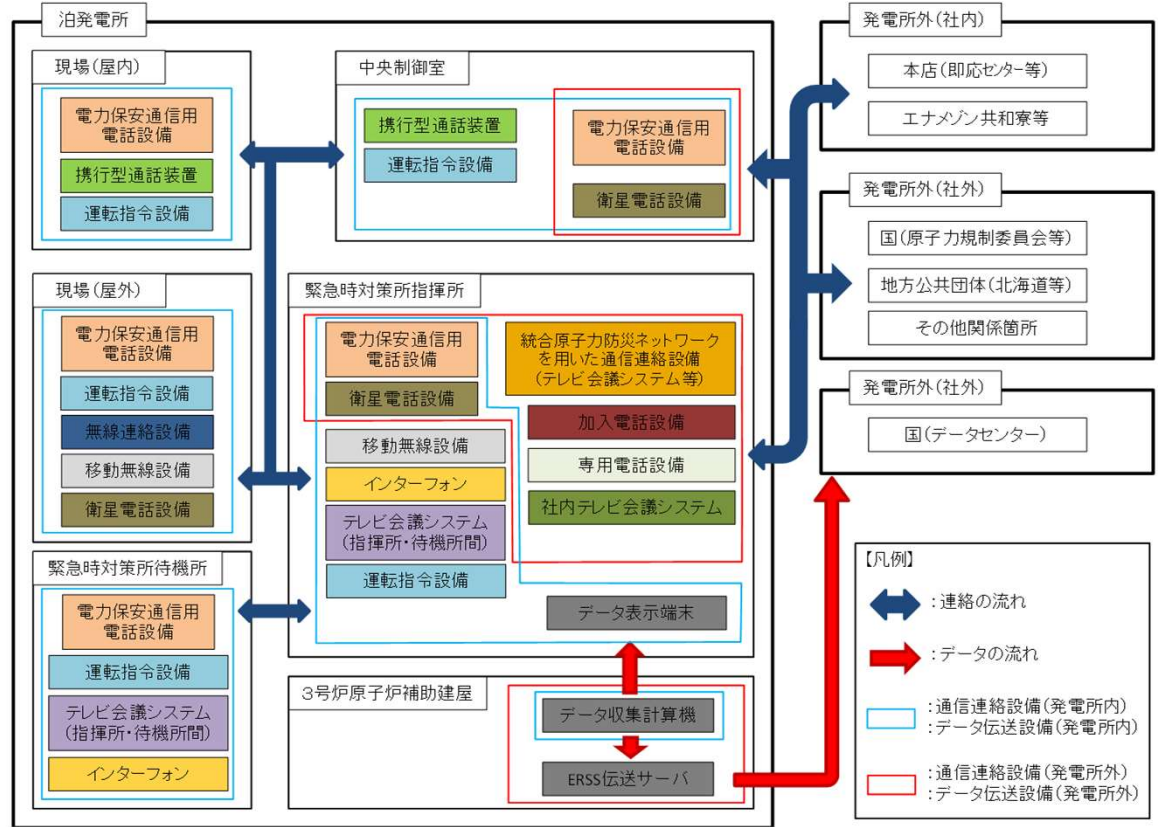 泊発電所
現場(屋内)
電力保安通信用
電話設備
携行型通話装置
運転指令設備
中央制御室
携行型通話装置
運転指令設備
電力保安通信用
電話設備
衛星電話設備
現場(屋外)
電力保安通信用
電話設備
運転指令設備
無線連絡設備
移動無線設備
衛星電話設備
緊急時対策所指揮所
電力保安通信用
電話設備
衛星電話設備
移動無線設備
インターフォン
テレビ会議システム
(指揮所・待機所間)
運転指令設備
統合原子力防災ネットワーク
を用いた通信連絡設備
(テレビ会議システム等)
加入電話設備
専用電話設備
社内テレビ会議システム
データ表示端末
緊急時対策所待機所
電力保安通信用
電話設備
運転指令設備
テレビ会議システム
(指揮所・待機所間)
インターフォン
3号炉原子炉補助建屋
データ収集計算機
ERSS伝送サーバ
発電所外(社内)
本店(即応センター等)
エナメゾン共和寮等
発電所外(社外)
国(原子力規制委員会等)
地方公共団体(北海道等)
その他関係箇所
発電所外(社外)
国(データセンター)
【凡例】
:連絡の流れ
:データの流れ
:通信連絡設備(発電所内)
:データ伝送設備(発電所内)
:通信連絡設備(発電所外)
:データ伝送設備(発電所外)